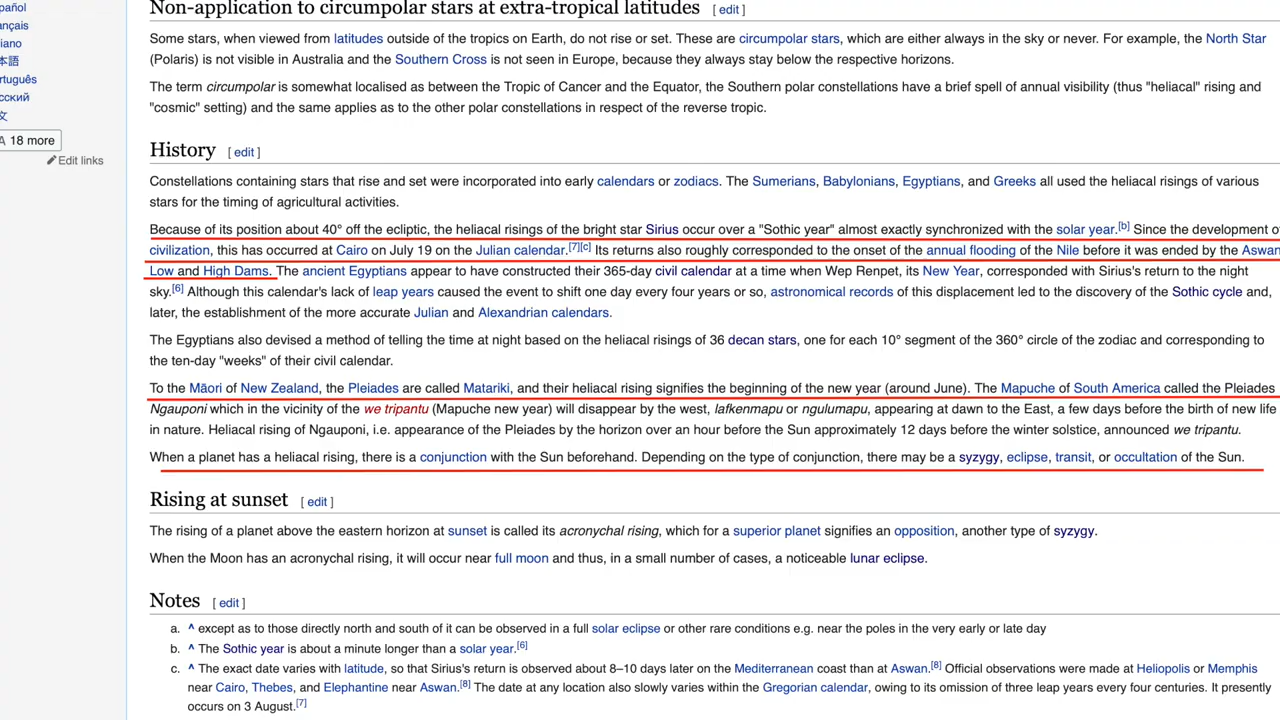 pañol
ançais
iano
本語
rtuguês
сский
文
18 more
Edit links
Non-application to circumpolar stars at extra-tropical latitudes [ edit ]
Some stars, when viewed from latitudes outside of the tropics on Earth, do not rise or set. These are circumpolar stars, which are either always in the sky or never. For example, the North Star
(Polaris) is not visible in Australia and the Southern Cross is not seen in Europe, because they always stay below the respective horizons.
The term circumpolar is somewhat localised as between the Tropic of Cancer and the Equator, the Southern polar constellations have a brief spell of annual visibility (thus "heliacal" rising and
"cosmic" setting) and the same applies as to the other polar constellations in respect of the reverse tropic.
History [ edit ]
Constellations containing stars that rise and set were incorporated into early calendars or zodiacs. The Sumerians, Babylonians, Egyptians, and Greeks all used the heliacal risings of various
stars for the timing of agricultural activities.
Because of its position about 40° off the ecliptic, the heliacal risings of the bright star Sirius occur over a "Sothic year" almost exactly synchronized with the solar year.[b] Since the development o
civilization, this has occurred at Cairo on July 19 on the Julian calendar.[7][c] Its returns also roughly corresponded to the onset of the annual flooding of the Nile before it was ended by the Aswan
Low and High Dams. The ancient Egyptians appear to have constructed their 365-day civil calendar at a time when Wep Renpet, its New Year, corresponded with Sirius's return to the night
sky.[6] Although this calendar's lack of leap years caused the event to shift one day every four years or so, astronomical records of this displacement led to the discovery of the Sothic cycle and,
later, the establishment of the more accurate Julian and Alexandrian calendars.
The Egyptians also devised a method of telling the time at night based on the heliacal risings of 36 decan stars, one for each 10° segment of the 360° circle of the zodiac and corresponding to
the ten-day "weeks" of their civil calendar.
To the Māori of New Zealand, the Pleiades are called Matariki, and their heliacal rising signifies the beginning of the new year (around June). The Mapuche of South America called the Pleiades
Ngauponi which in the vicinity of the we tripantu (Mapuche new year) will disappear by the west, lafkenmapu or ngulumapu, appearing at dawn to the East, a few days before the birth of new life
in nature. Heliacal rising of Ngauponi, i.e. appearance of the Pleiades by the horizon over an hour before the Sun approximately 12 days before the winter solstice, announced we tripantu.
When a planet has a heliacal rising, there is a conjunction with the Sun beforehand. Depending on the type of conjunction, there may be a syzygy, eclipse, transit, or occultation of the Sun.
Rising at sunset [ edit ]
The rising of a planet above the eastern horizon at sunset is called its acronychal rising, which for a superior planet signifies an opposition, another type of syzygy.
When the Moon has an acronychal rising, it will occur near full moon and thus, in a small number of cases, a noticeable lunar eclipse.
Notes [ edit ]
a. ^ except as to those directly north and south of it can be observed in a full solar eclipse or other rare conditions e.g. near the poles in the very early or late day
b. ^ The Sothic year is about a minute longer than a solar year.[6]
c. ^ The exact date varies with latitude, so that Sirius's return is observed about 8–10 days later on the Mediterranean coast than at Aswan.[8] Official observations were made at Heliopolis or Memphis
near Cairo, Thebes, and Elephantine near Aswan.[8] The date at any location also slowly varies within the Gregorian calendar, owing to its omission of three leap years every four centuries. It presently
occurs on 3 August.[7]